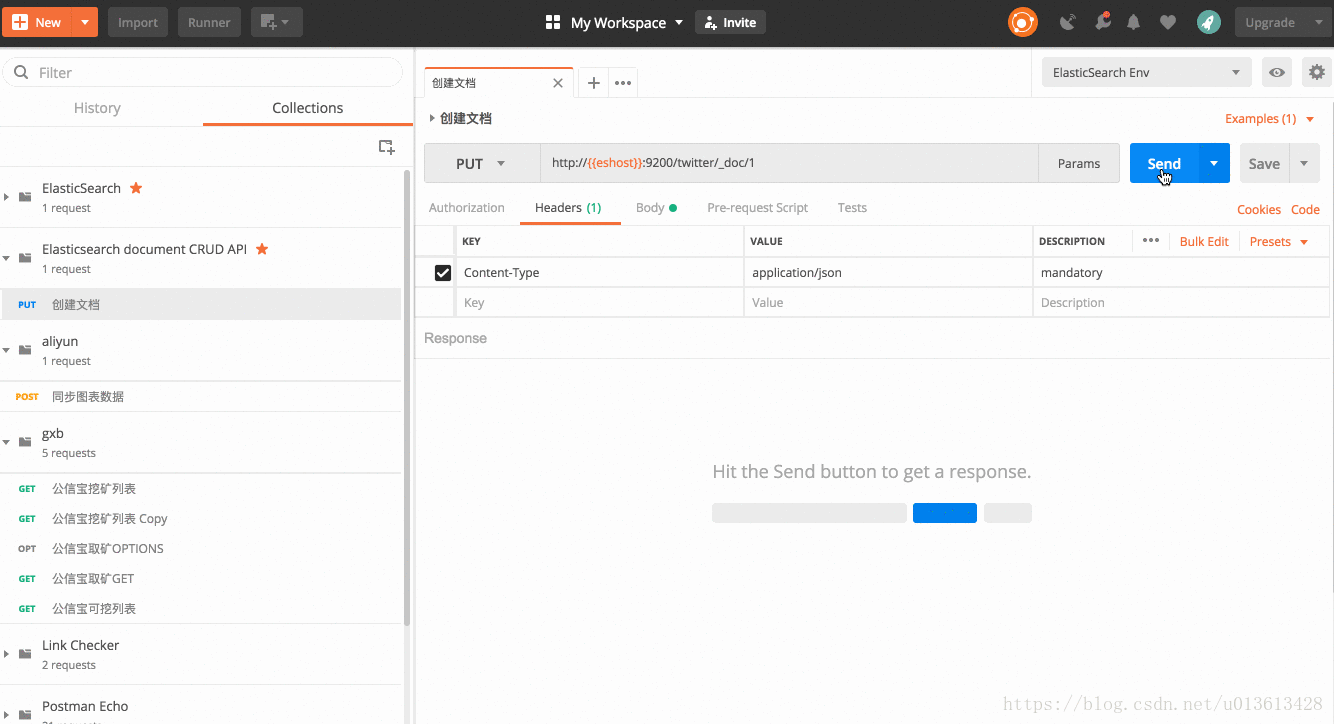 New
Import
Runner
My Workspace
Invite
Upgrade
Filter
History
Collections
ElasticSearch
1 request
Elasticsearch document CRUD API
1 request
PUT 创建文档
aliyun
1 request
POST 同步图表数据
gxb
5 requests
GET 公信宝挖矿列表
GET 公信宝挖矿列表 Copy
OPT 公信宝取矿OPTIONS
GET 公信宝取矿GET
GET 公信宝可挖列表
Link Checker
2 requests
Postman Echo
创建文档
ElasticSearch Env
创建文档
Examples (1)
PUT http://{{eshost}}:9200/twitter/_doc/1 Params Send Save
Authorization Headers (1) Body Pre-request Script Tests Cookies Code
KEY VALUE DESCRIPTION ••• Bulk Edit Presets
Content-Type application/json mandatory
Key Value Description
Response
Hit the Send button to get a response.
https://blog.csdn.net/u013613428